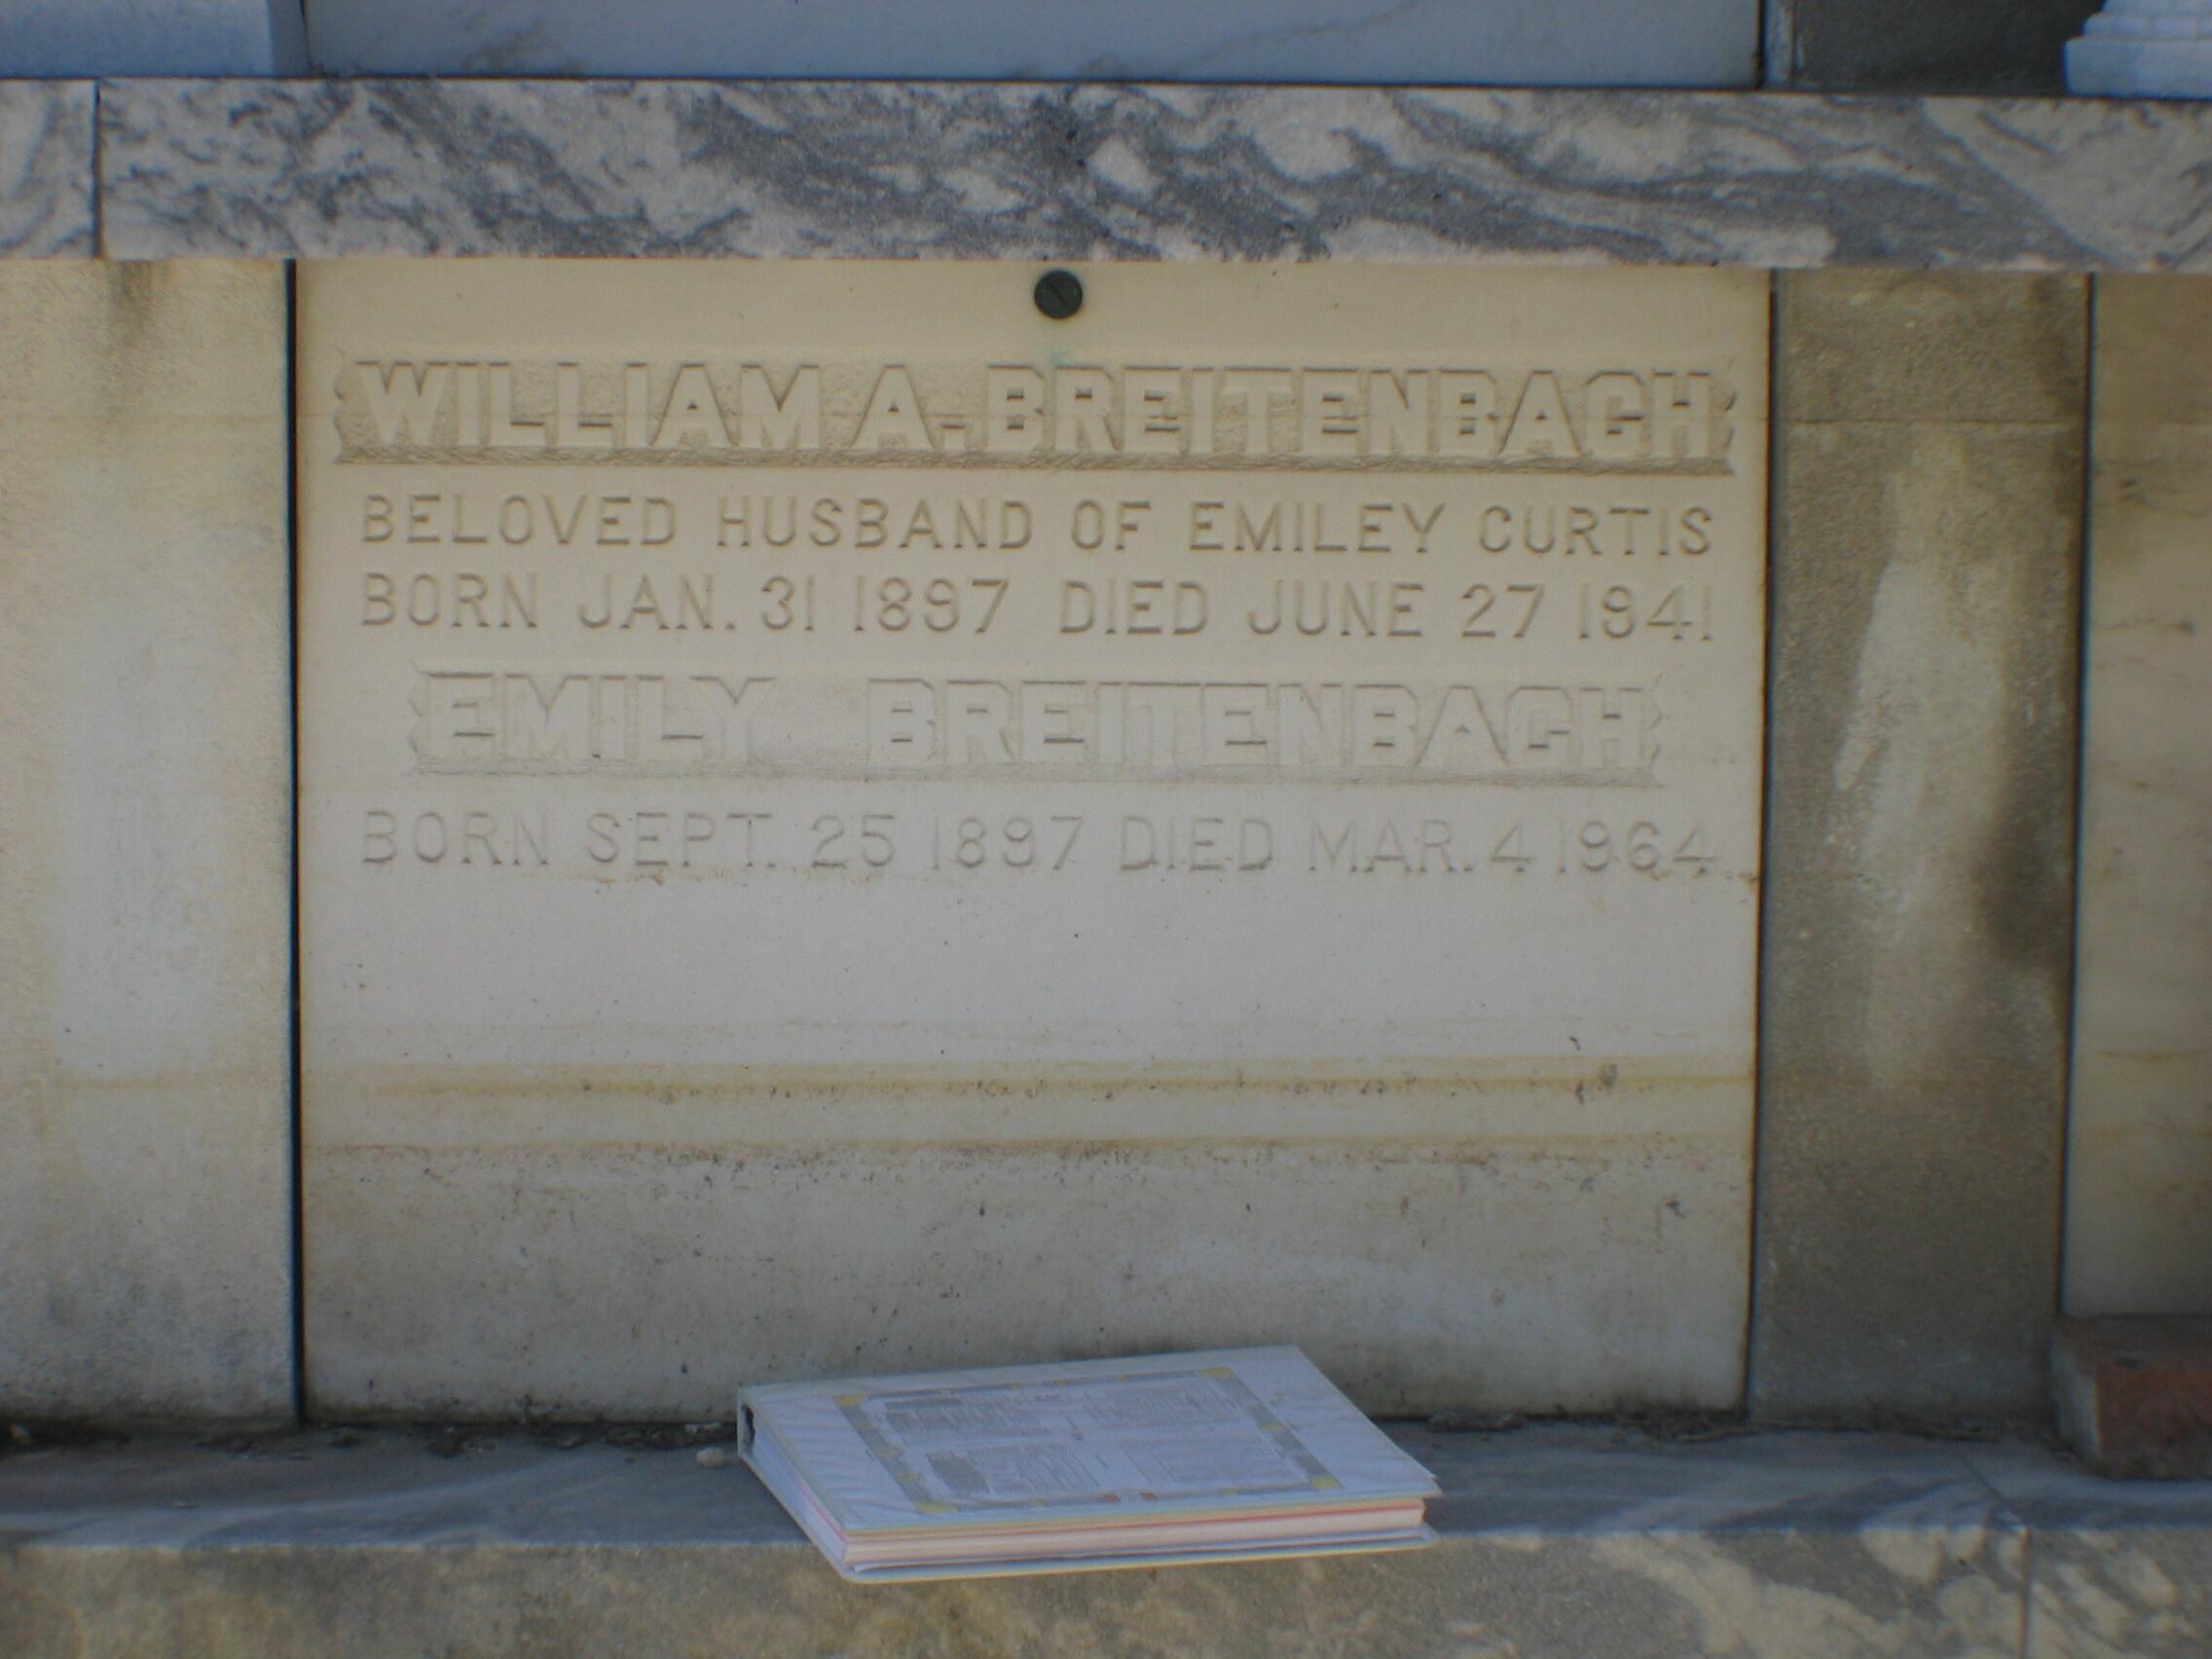 WILLIAM A. BREITENBACH
BELOVED HUSBAND OF EMILEY CURTIS
BORN JAN. 31 1897 DIED JUNE 27 1941
EMILY BREITENBACH
BORN SEPT. 25 1897 DIED MAR. 4 1964